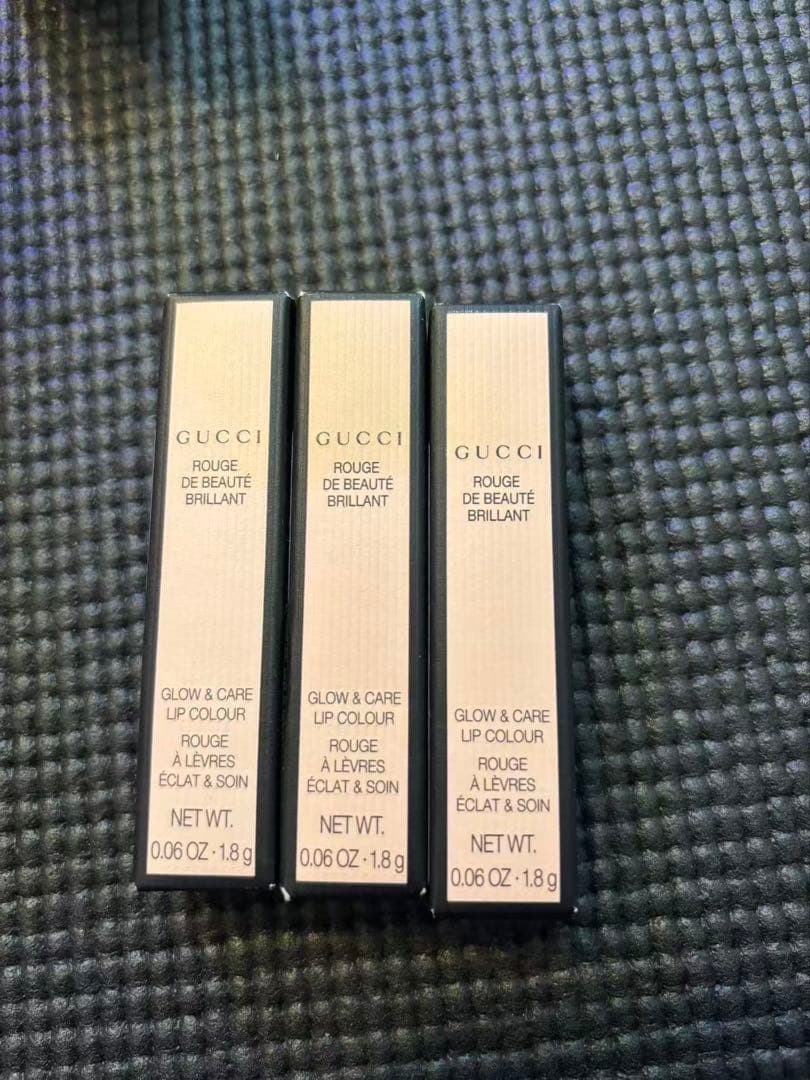 GUCCI
ROUGE
DE BEAUTÉ
BRILLANT
GLOW & CARE
LIP COLOUR
ROUGE
À LÈVRES
ÉCLAT & SOIN
NET WT.
0.06 OZ · 1.8 g
GUCCI
ROUGE
DE BEAUTÉ
BRILLANT
GLOW & CARE
LIP COLOUR
ROUGE
À LÈVRES
ÉCLAT & SOIN
NET WT.
0.06 OZ · 1.8 g
GUCCI
ROUGE
DE BEAUTÉ
BRILLANT
GLOW & CARE
LIP COLOUR
ROUGE
À LÈVRES
ÉCLAT & SOIN
NET WT.
0.06 OZ · 1.8 g